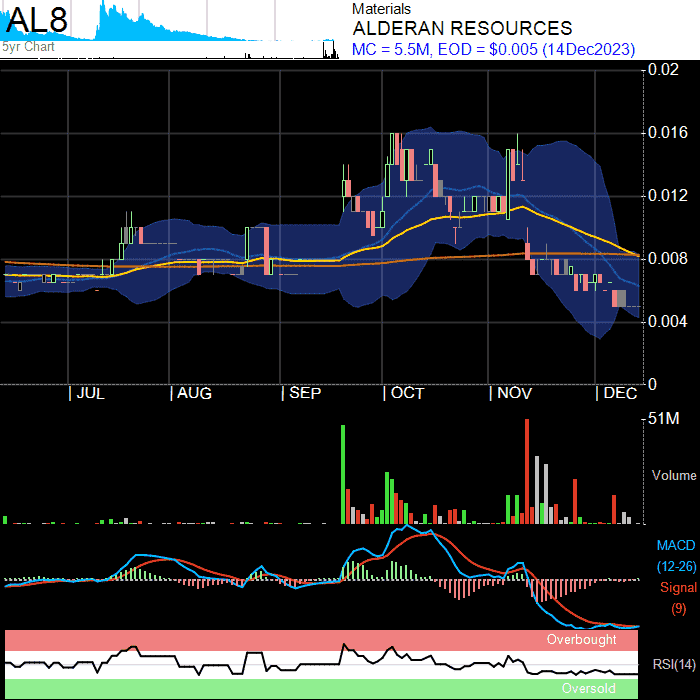 AL8
5yr Chart
Materials
ALDERAN RESOURCES
MC = 5.5M, EOD = $0.005 (14Dec2023)
0.02
0.016
0.012
0.008
0.004
0
| JUL | AUG | SEP | OCT | NOV | DEC
51M
Volume
MACD
(12-26)
Signal
(9)
Overbought
RSI(14)
Oversold